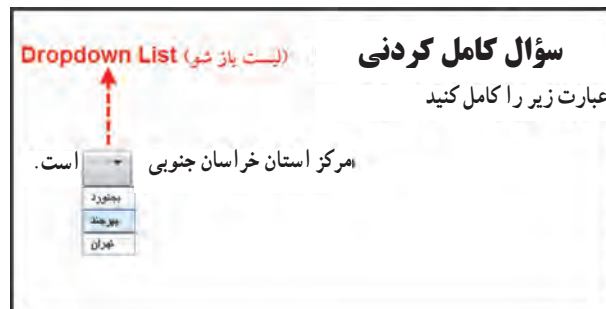 سؤال کامل کردنی
Dropdown List (لیست باز شو)
عبارت زیر را کامل کنید
مرکز استان خراسان جنوبی است.
بجنورد
بیرجند
تهران